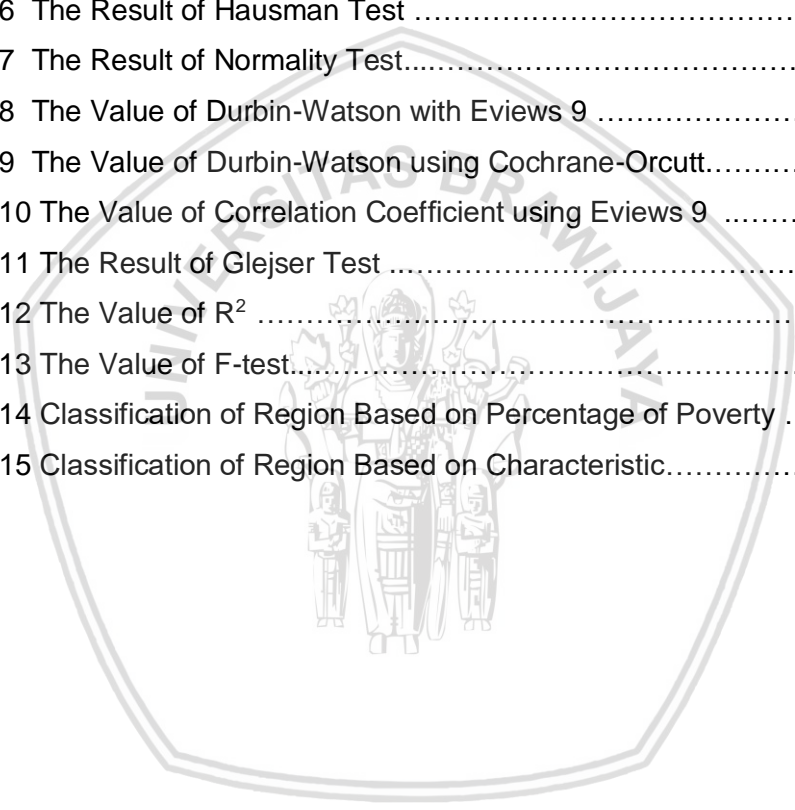 6 The Result of Hausman Test ……………………………………
7 The Result of Normality Test...…………………………………
8 The Value of Durbin-Watson with Eviews 9 …………………
9 The Value of Durbin-Watson using Cochrane-Orcutt…………
10 The Value of Correlation Coefficient using Eviews 9 ..………
11 The Result of Glejser Test ..……………………………………
12 The Value of R² …………………………………………………
13 The Value of F-test...……………………………………………
14 Classification of Region Based on Percentage of Poverty .
15 Classification of Region Based on Characteristic……………
UNIVERSITAS BRAWIJAYA